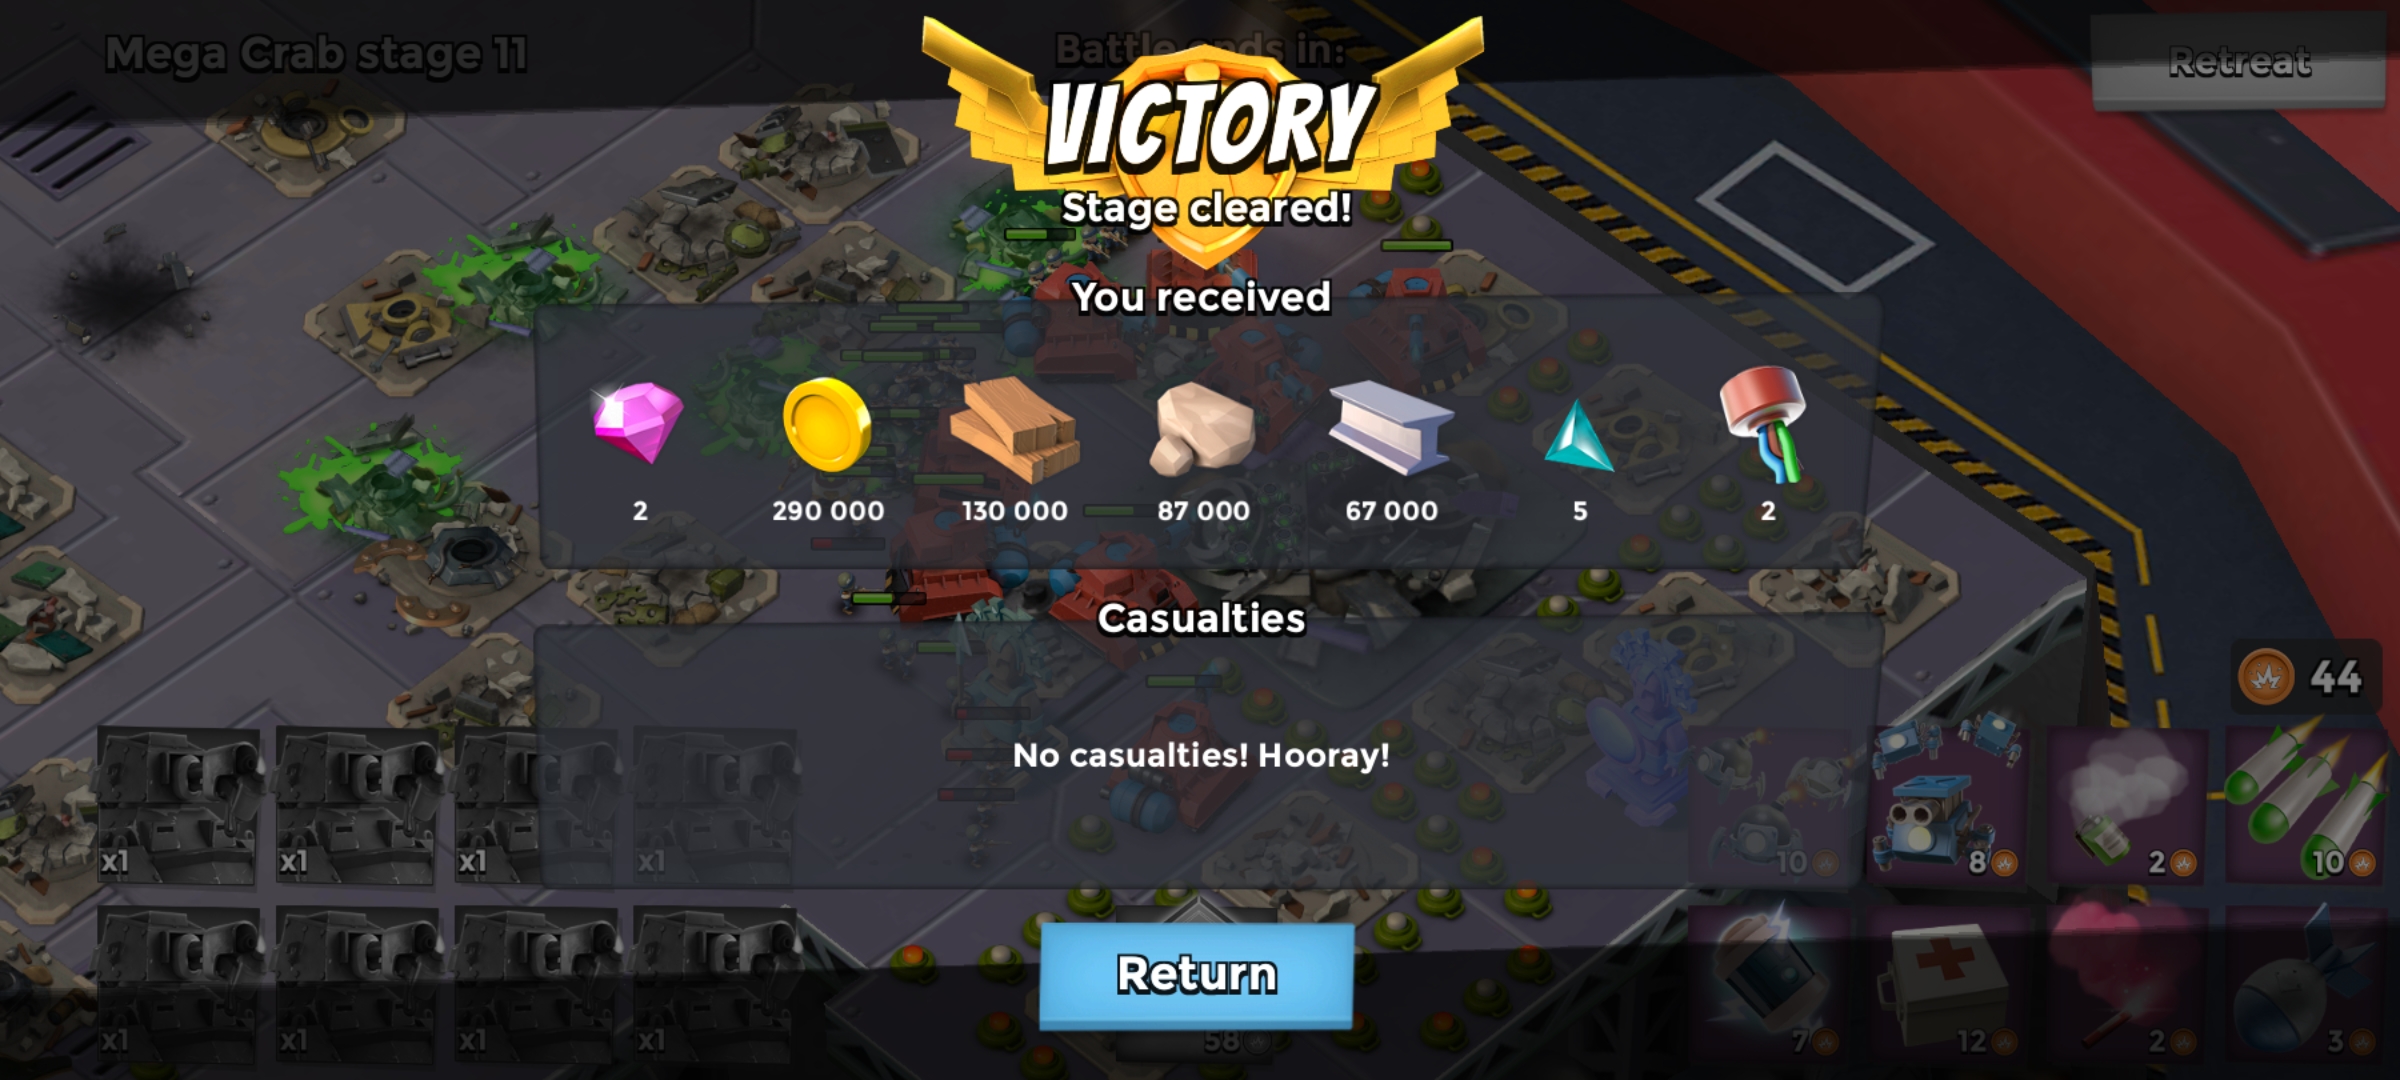 Mega Crab stage 11
Battle ends in:
Retreat
VICTORY
Stage cleared!
You received
2
290 000
130 000
87 000
67 000
5
2
Casualties
No casualties! Hooray!
44
x1
x1
x1
x1
10
8
2
10
x1
x1
x1
x1
Return
58
7
12
2
3